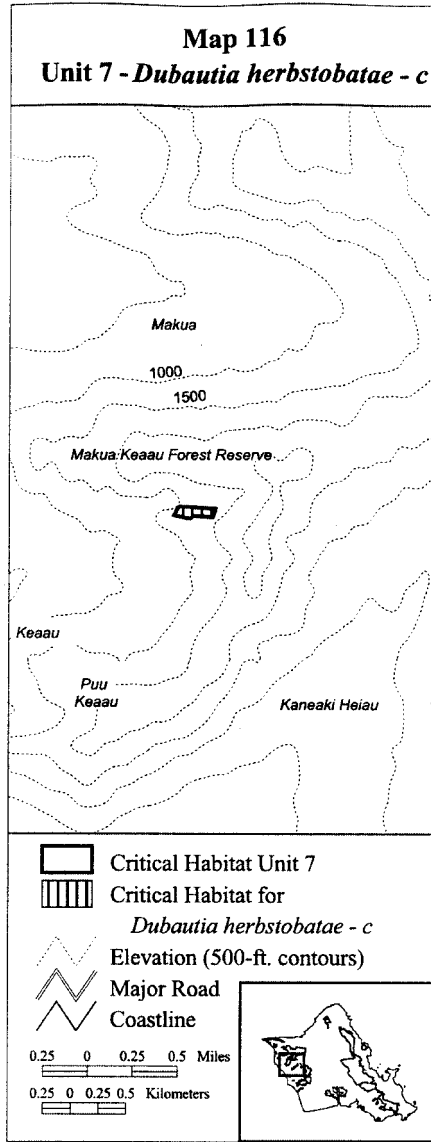 Map 116
Unit 7 - Dubautia herbstobatae - c
Makua
1000
1500
Makua Keaau Forest Reserve
Keaau
Puu
Keaau
Kaneaki Heiau
Critical Habitat Unit 7
Critical Habitat for
Dubautia herbstobatae - c
Elevation (500-ft. contours)
Major Road
Coastline
0.25 0 0.25 0.5 Miles
0.25 0 0.25 0.5 Kilometers